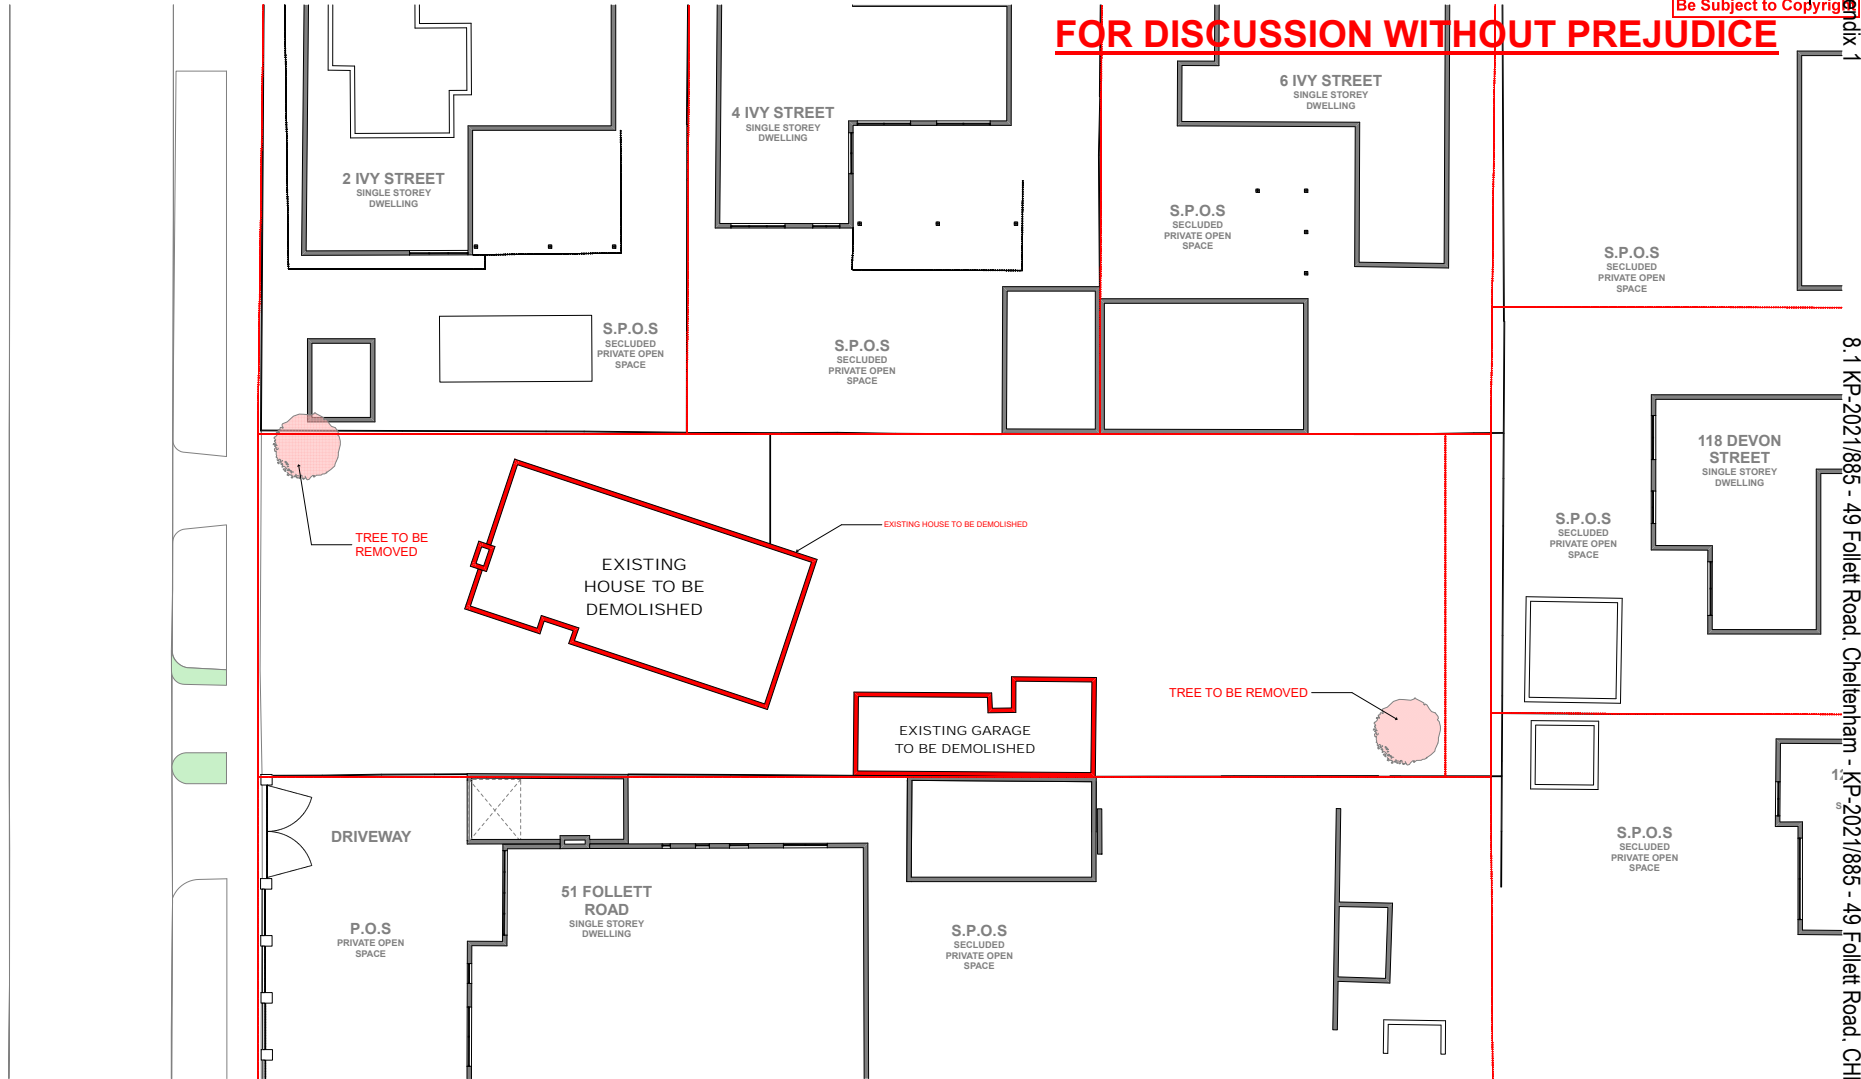 Be Subject to Copyright
FOR DISCUSSION WITHOUT PREJUDICE
2 IVY STREET
SINGLE STOREY
DWELLING
4 IVY STREET
SINGLE STOREY
DWELLING
6 IVY STREET
SINGLE STOREY
DWELLING
S.P.O.S
SECLUDED
PRIVATE OPEN
SPACE
S.P.O.S
SECLUDED
PRIVATE OPEN
SPACE
S.P.O.S
SECLUDED
PRIVATE OPEN
SPACE
S.P.O.S
SECLUDED
PRIVATE OPEN
SPACE
118 DEVON
STREET
SINGLE STOREY
DWELLING
S.P.O.S
SECLUDED
PRIVATE OPEN
SPACE
TREE TO BE
REMOVED
EXISTING HOUSE TO BE DEMOLISHED
EXISTING
HOUSE TO BE
DEMOLISHED
TREE TO BE REMOVED
EXISTING GARAGE
TO BE DEMOLISHED
DRIVEWAY
P.O.S
PRIVATE OPEN
SPACE
51 FOLLETT
ROAD
SINGLE STOREY
DWELLING
S.P.O.S
SECLUDED
PRIVATE OPEN
SPACE
S.P.O.S
SECLUDED
PRIVATE OPEN
SPACE
endix 1
8.1 KP-2021/885 - 49 Follett Road, Cheltenham - KP-2021/885 - 49 Follett Road, CH